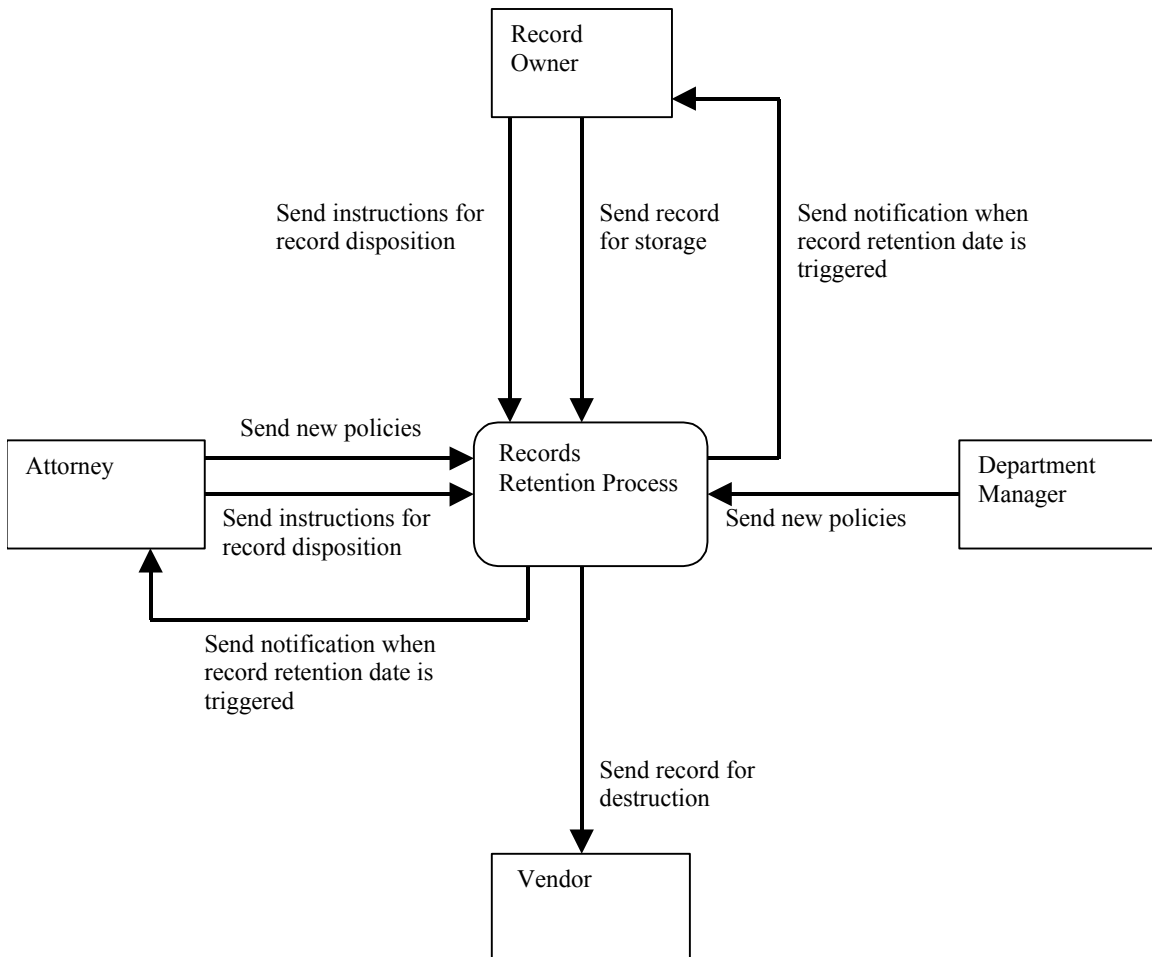 Record
Owner
Send instructions for
record disposition
Send record
for storage
Send notification when
record retention date is
triggered
Send new policies
Attorney
Records
Retention Process
Department
Manager
Send instructions for
record disposition
Send new policies
Send notification when
record retention date is
triggered
Send record for
destruction
Vendor